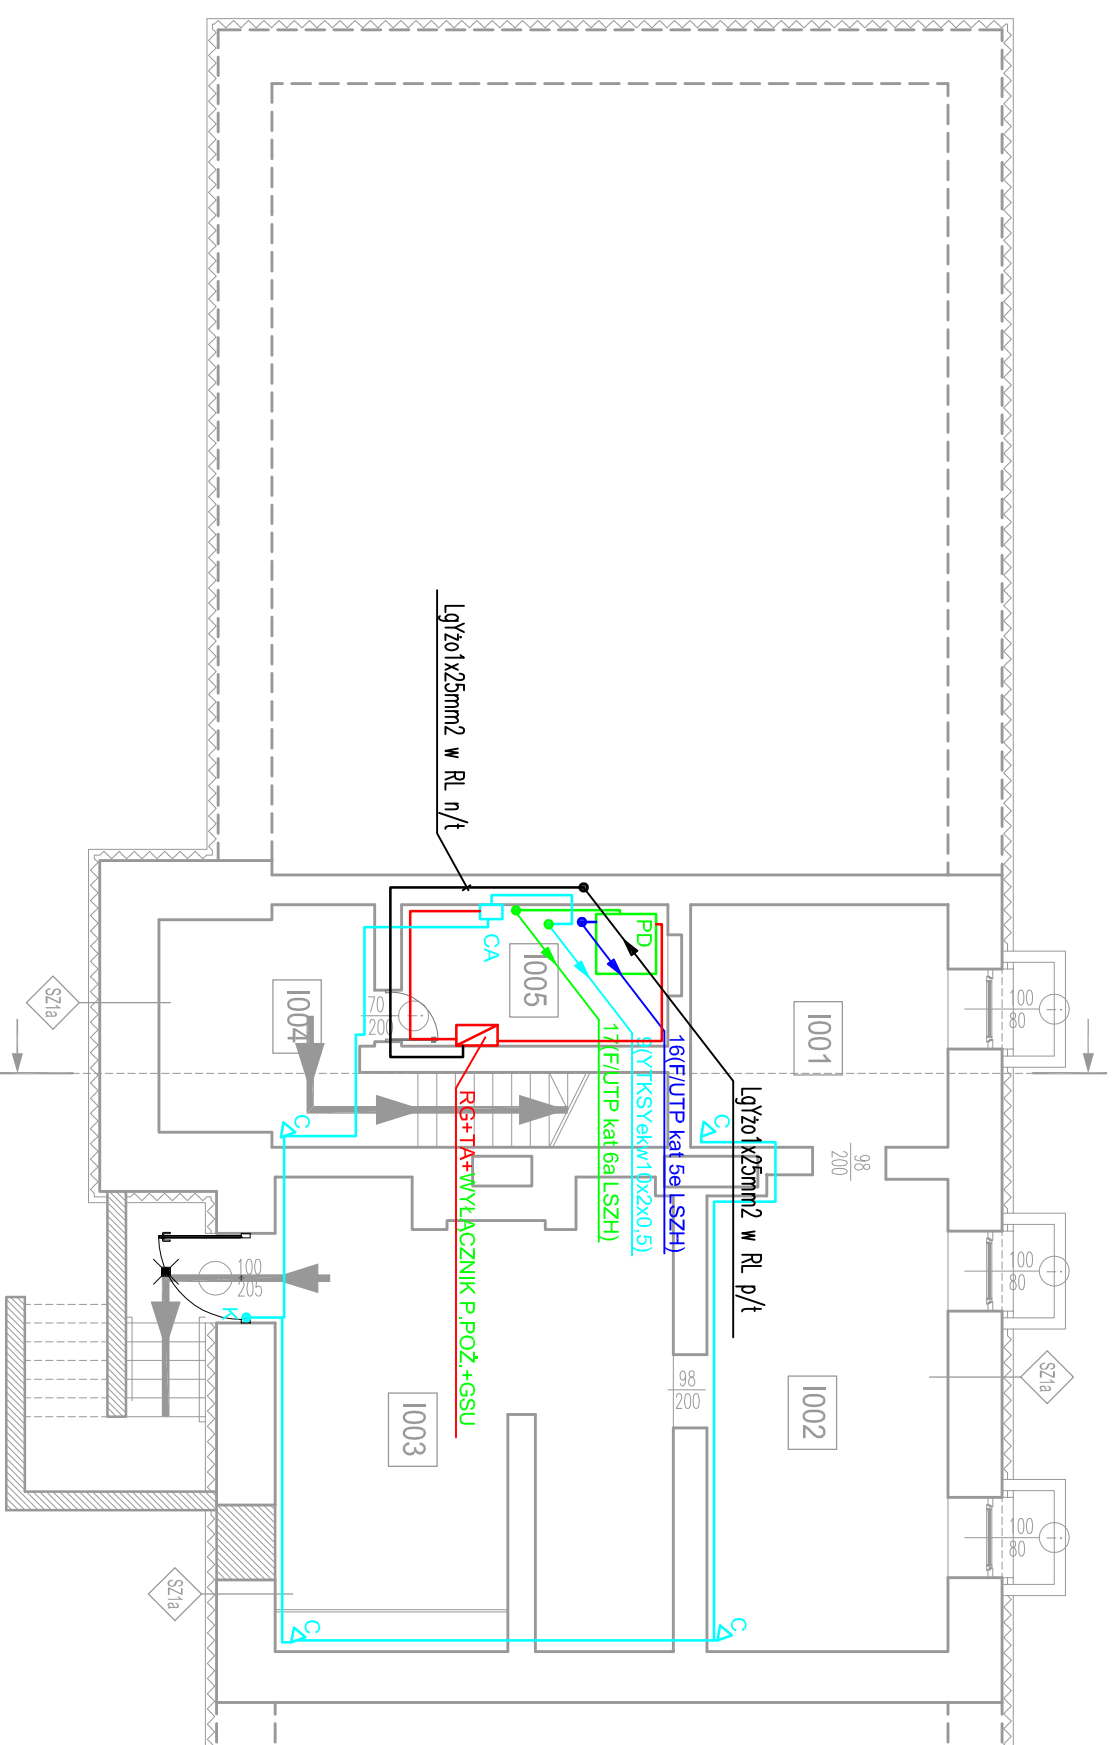 LgYżo1x25mm2 w RL n/t
LgYżo1x25mm2 w RL p/t
16(F/UTP kat 5e LSZH)
9(YTKSYekw10x2x0,5)
17(F/UTP kat 6a LSZH)
RG+TA+WYŁĄCZNIK P.POŻ.+GSU
PD
CA
I001
I002
I003
I004
I005
C
C
C
C
K
70
200
98
200
98
200
100
205
100
80
100
80
100
80
SZ1a
SZ1a
SZ1a